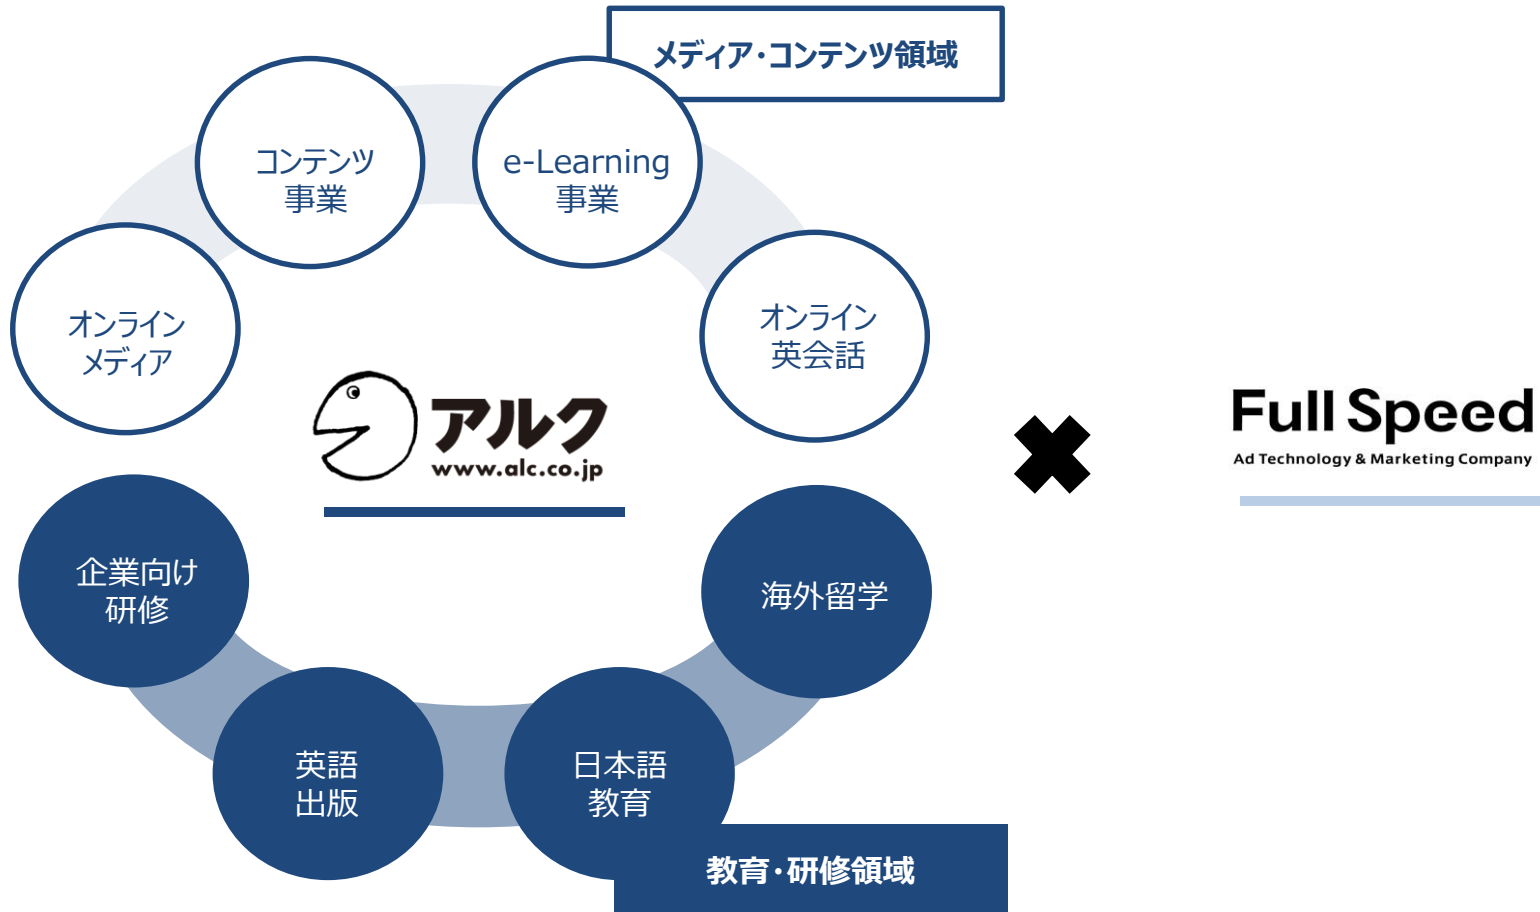 メディア・コンテンツ領域
コンテンツ
事業
e-Learning
事業
オンライン
メディア
オンライン
英会話
アルク
www.alc.co.jp
Full Speed
Ad Technology & Marketing Company
企業向け
研修
海外留学
英語
出版
日本語
教育
教育・研修領域